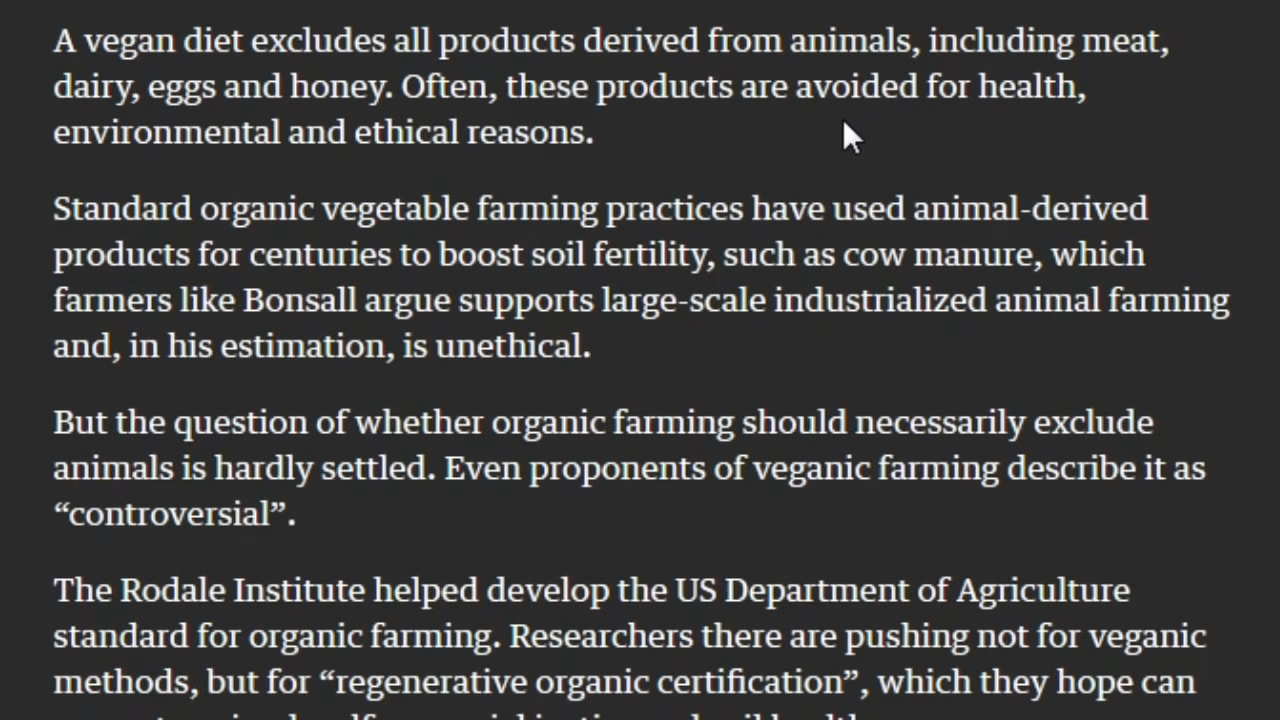 A vegan diet excludes all products derived from animals, including meat,
dairy, eggs and honey. Often, these products are avoided for health,
environmental and ethical reasons.
Standard organic vegetable farming practices have used animal-derived
products for centuries to boost soil fertility, such as cow manure, which
farmers like Bonsall argue supports large-scale industrialized animal farming
and, in his estimation, is unethical.
But the question of whether organic farming should necessarily exclude
animals is hardly settled. Even proponents of veganic farming describe it as
“controversial”.
The Rodale Institute helped develop the US Department of Agriculture
standard for organic farming. Researchers there are pushing not for veganic
methods, but for “regenerative organic certification”, which they hope can